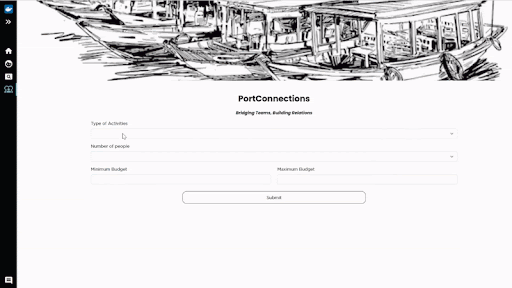 PortConnections
Bridging Teams, Building Relations
Type of Activities
Number of people
Minimum Budget
Maximum Budget
Submit